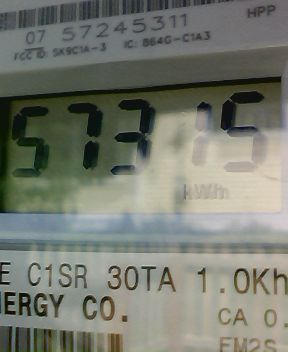 HPP
07 57245311
FCC ID: SK9C1A-3 IC: 864G-C1A3
57315
kWh
E C1SR 30TA 1.0Kh
NERGY CO.
CA 0.
FM2S